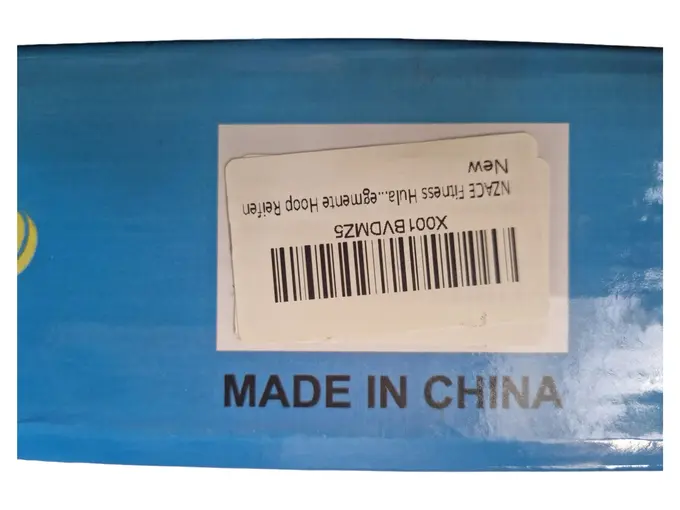 X001BVDMZ5
NZACE Fitness Hula...egmente Hoop Reifen
New
MADE IN CHINA